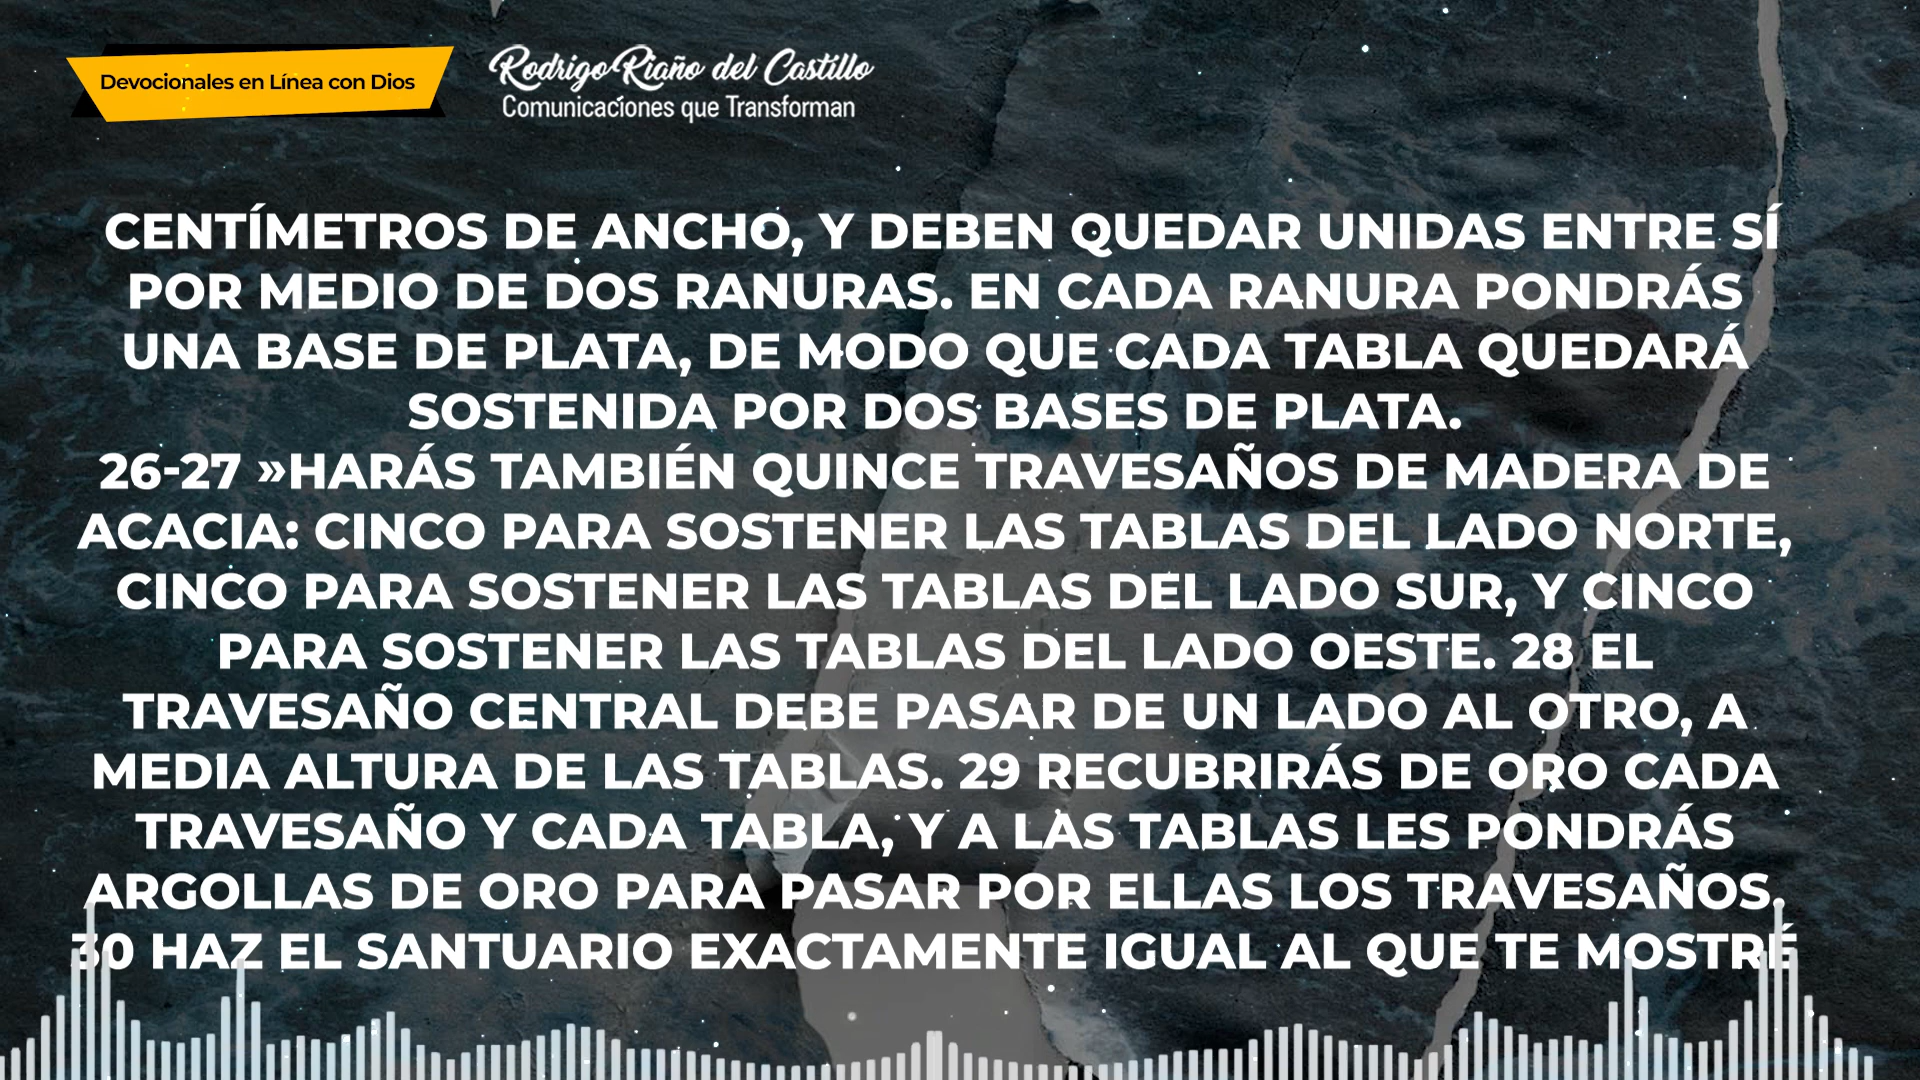 Devocionales en Línea con Dios
Rodrigo Riaño del Castillo
Comunicaciones que Transforman
CENTÍMETROS DE ANCHO, Y DEBEN QUEDAR UNIDAS ENTRE SÍ
POR MEDIO DE DOS RANURAS. EN CADA RANURA PONDRÁS
UNA BASE DE PLATA, DE MODO QUE CADA TABLA QUEDARÁ
SOSTENIDA POR DOS BASES DE PLATA.
26-27 »HARÁS TAMBIÉN QUINCE TRAVESAÑOS DE MADERA DE
ACACIA: CINCO PARA SOSTENER LAS TABLAS DEL LADO NORTE,
CINCO PARA SOSTENER LAS TABLAS DEL LADO SUR, Y CINCO
PARA SOSTENER LAS TABLAS DEL LADO OESTE. 28 EL
TRAVESAÑO CENTRAL DEBE PASAR DE UN LADO AL OTRO, A
MEDIA ALTURA DE LAS TABLAS. 29 RECUBRIRÁS DE ORO CADA
TRAVESAÑO Y CADA TABLA, Y A LAS TABLAS LES PONDRÁS
ARGOLLAS DE ORO PARA PASAR POR ELLAS LOS TRAVESAÑOS.
30 HAZ EL SANTUARIO EXACTAMENTE IGUAL AL QUE TE MOSTRÉ